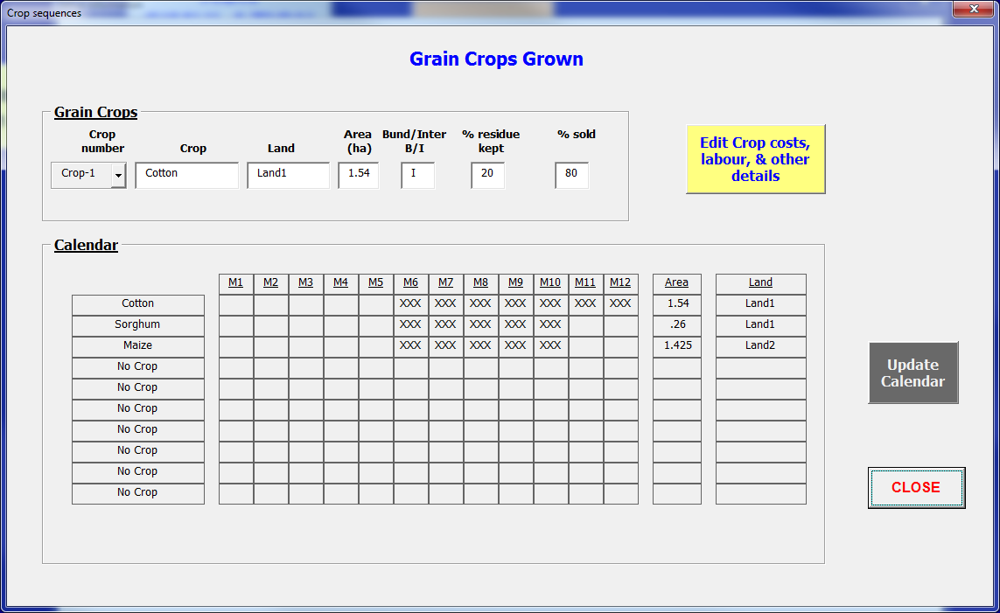 Crop sequences
Grain Crops Grown
Grain Crops
Crop number Crop Land Area (ha) Bund/Inter B/I % residue kept % sold
Crop-1 Cotton Land1 1.54 I 20 80
Edit Crop costs,
labour, & other
details
Calendar
M1 M2 M3 M4 M5 M6 M7 M8 M9 M10 M11 M12 Area Land
Cotton XXX XXX XXX XXX XXX XXX XXX 1.54 Land1
Sorghum XXX XXX XXX XXX XXX .26 Land1
Maize XXX XXX XXX XXX XXX 1.425 Land2
No Crop
No Crop
No Crop
No Crop
No Crop
No Crop
No Crop
Update
Calendar
CLOSE